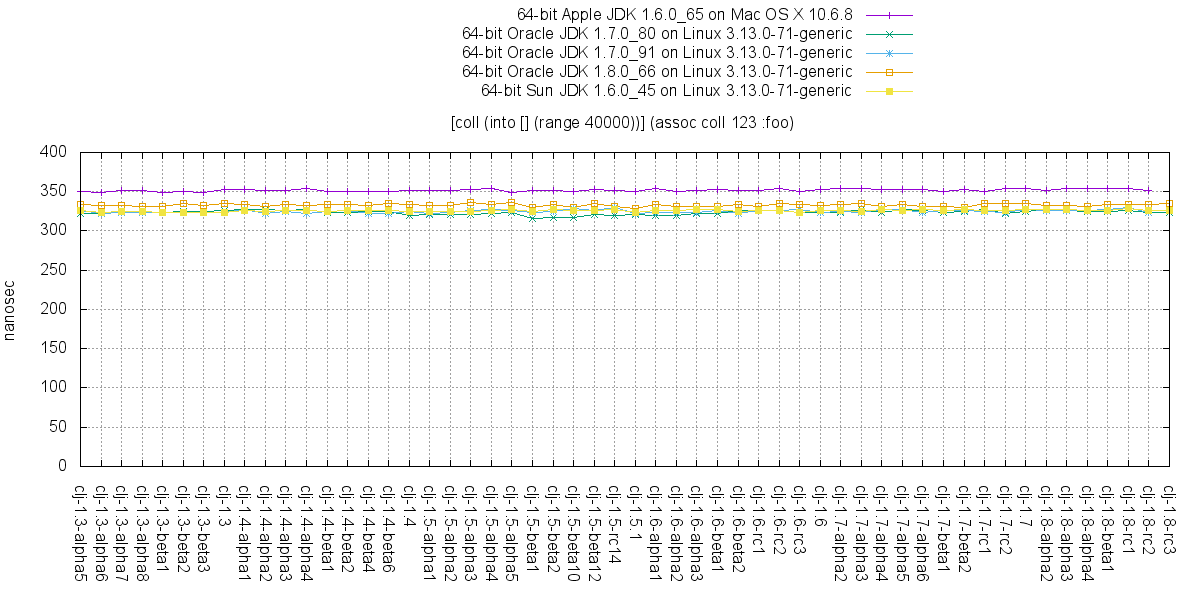 64-bit Apple JDK 1.6.0_65 on Mac OS X 10.6.8
64-bit Oracle JDK 1.7.0_80 on Linux 3.13.0-71-generic
64-bit Oracle JDK 1.7.0_91 on Linux 3.13.0-71-generic
64-bit Oracle JDK 1.8.0_66 on Linux 3.13.0-71-generic
64-bit Sun JDK 1.6.0_45 on Linux 3.13.0-71-generic
[coll (into [] (range 40000))] (assoc coll 123 :foo)
400
350
300
250
200
150
100
50
0
nanosec
clj-1.3-alpha5
clj-1.3-alpha6
clj-1.3-alpha7
clj-1.3-alpha8
clj-1.3-beta1
clj-1.3-beta2
clj-1.3-beta3
clj-1.3
clj-1.4-alpha1
clj-1.4-alpha2
clj-1.4-alpha3
clj-1.4-alpha4
clj-1.4-beta1
clj-1.4-beta2
clj-1.4-beta4
clj-1.4-beta6
clj-1.4
clj-1.5-alpha1
clj-1.5-alpha2
clj-1.5-alpha3
clj-1.5-alpha4
clj-1.5-alpha5
clj-1.5-beta1
clj-1.5-beta2
clj-1.5-beta10
clj-1.5-beta12
clj-1.5-rc14
clj-1.5.1
clj-1.6-alpha1
clj-1.6-alpha2
clj-1.6-alpha3
clj-1.6-beta1
clj-1.6-beta2
clj-1.6-rc1
clj-1.6-rc2
clj-1.6-rc3
clj-1.6
clj-1.7-alpha2
clj-1.7-alpha3
clj-1.7-alpha4
clj-1.7-alpha5
clj-1.7-alpha6
clj-1.7-beta1
clj-1.7-beta2
clj-1.7-rc1
clj-1.7-rc2
clj-1.7
clj-1.8-alpha2
clj-1.8-alpha3
clj-1.8-alpha4
clj-1.8-beta1
clj-1.8-rc1
clj-1.8-rc2
clj-1.8-rc3